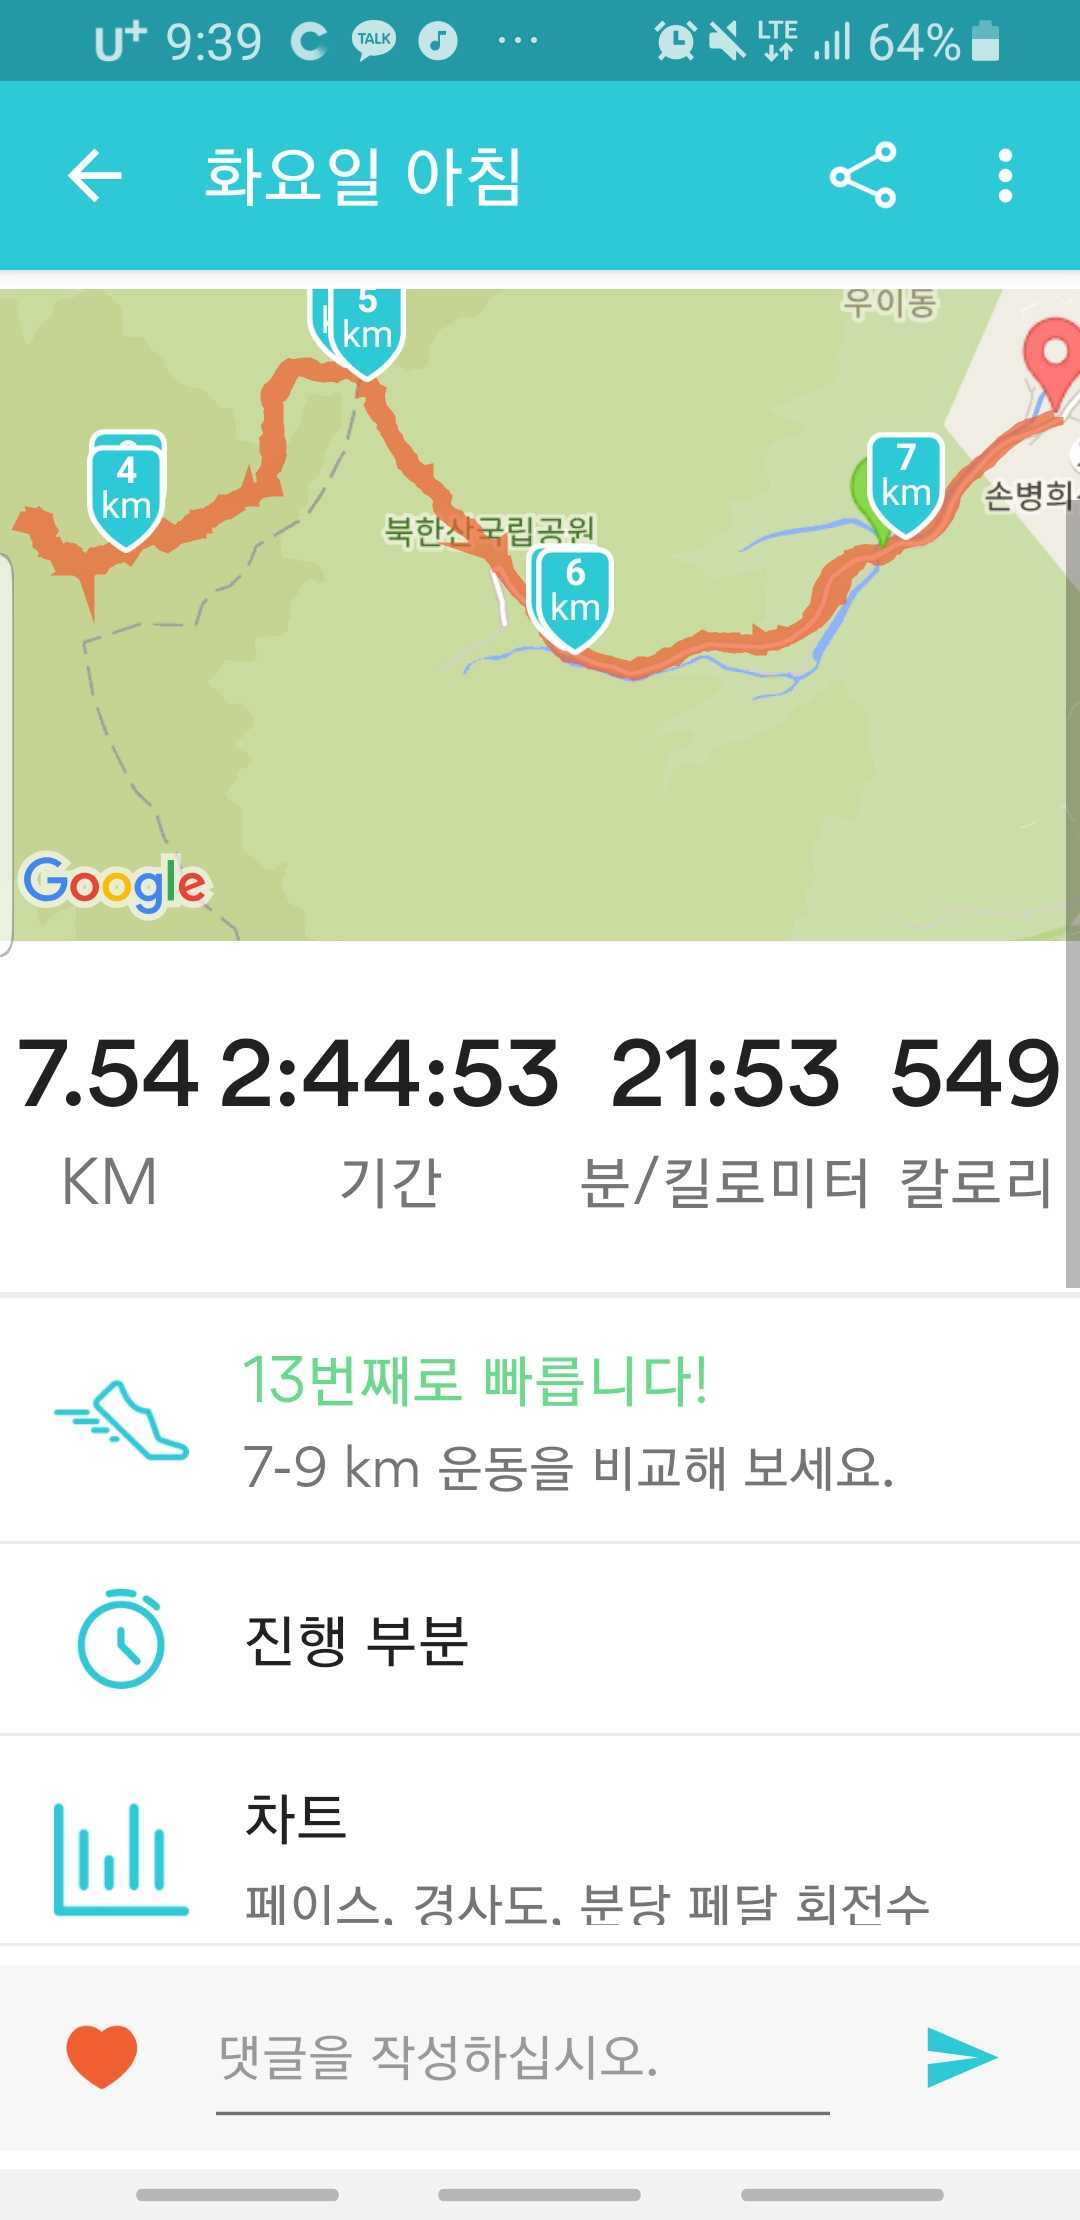 U+ 9:39 TALK LTE 64%
화요일 아침
우이동
5
km
4
km
7
km
손병희
북한산국립공원
6
km
Google
7.54 2:44:53 21:53 549
KM 기간 분/킬로미터 칼로리
13번째로 빠릅니다!
7-9 km 운동을 비교해 보세요.
진행 부분
차트
페이스, 경사도, 분당 페달 회전수
댓글을 작성하십시오.